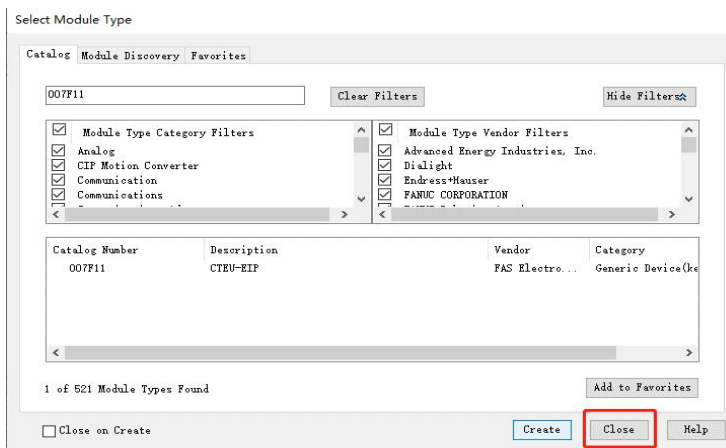 Select Module Type
Catalog Module Discovery Favorites
007F11 Clear Filters Hide Filters
Module Type Category Filters Module Type Vendor Filters
Analog Advanced Energy Industries, Inc.
CIP Motion Converter Dialight
Communication Endress+Hauser
Communications FANUC CORPORATION
Catalog Number Description Vendor Category
007F11 CTEU-EIP FAS Electro... Generic Device(ke
1 of 521 Module Types Found Add to Favorites
Close on Create Create Close Help